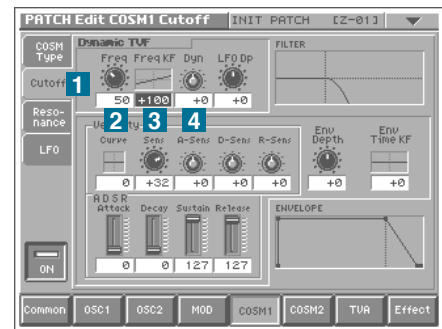 PATCH Edit COSM1 Cutoff INIT PATCH [Z-01]
COSM Type
Cutoff
Resonance
LFO
ON
Dynamic TVF
Freq Freq KF Dyn LFO Dp
1
50 +100 +0 +0
FILTER
2 3 4
Velocity
Curve Sens A-Sens D-Sens R-Sens
0 +32 +0 +0 +0
Env Depth
+0
Env Time KF
+0
ADSR
Attack Decay Sustain Release
0 0 127 127
ENVELOPE
Common OSC1 OSC2 MOD COSM1 COSM2 TVA Effect